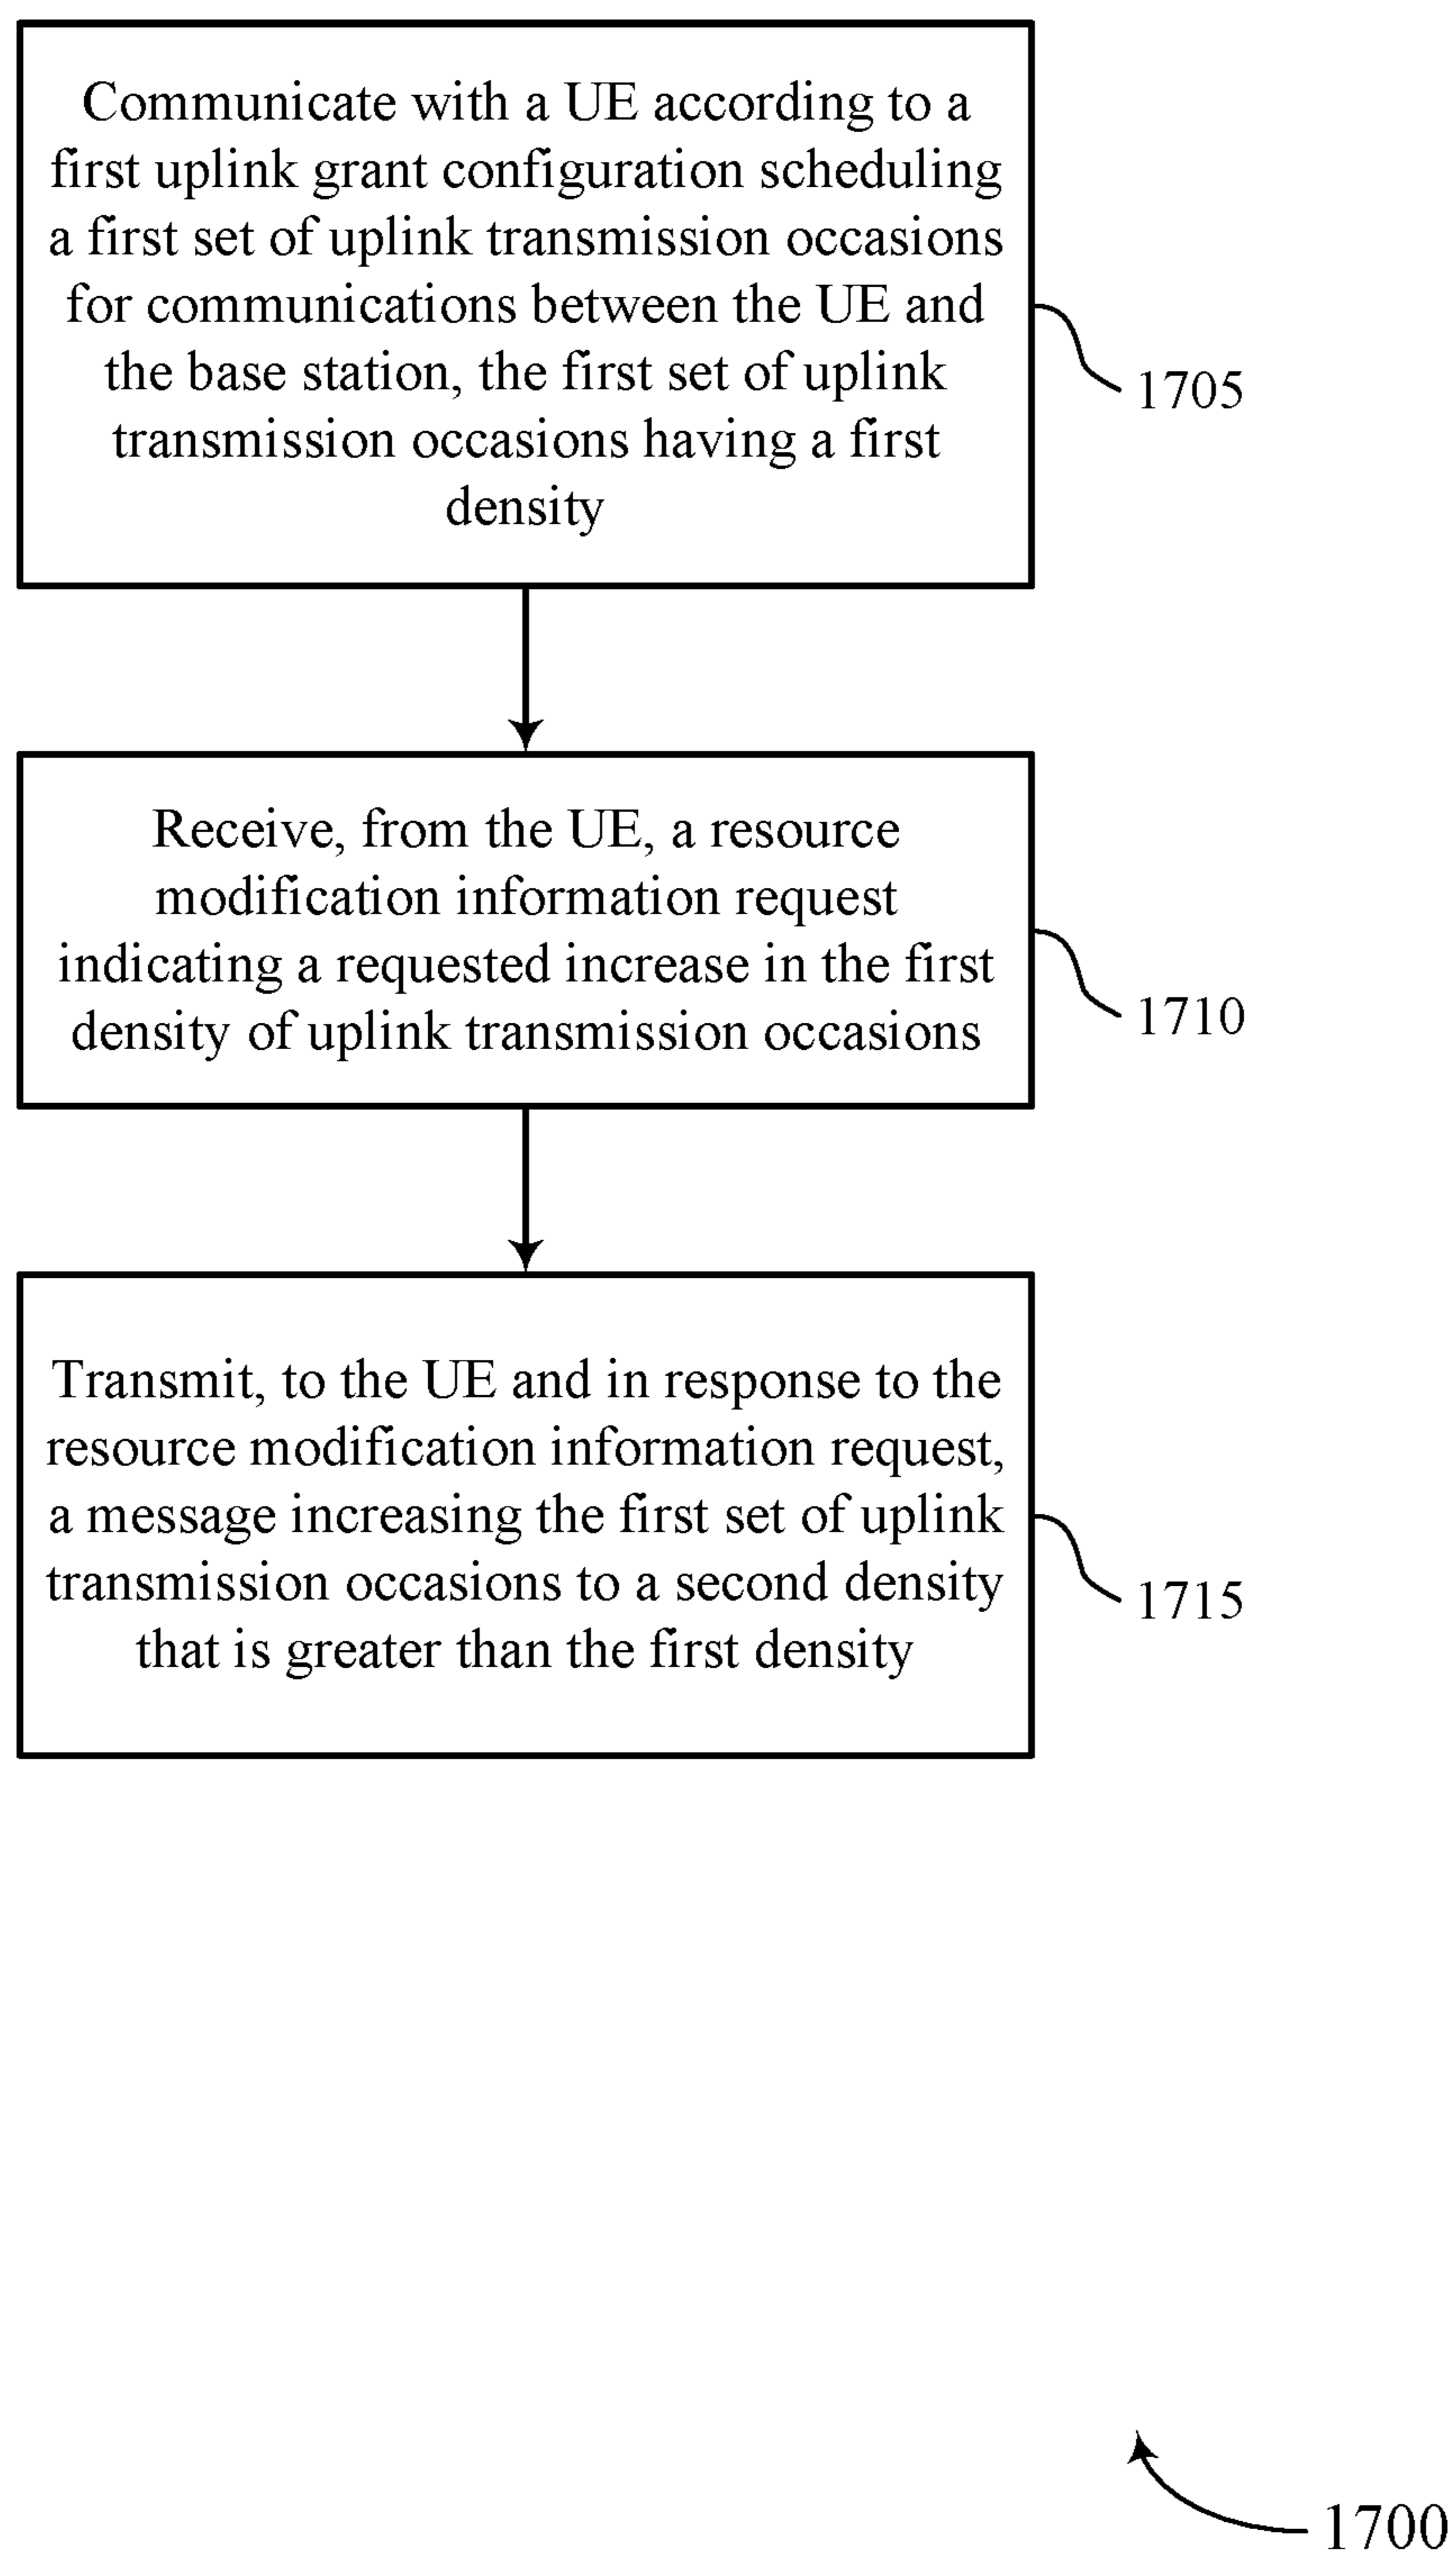 Communicate with a UE according to a
first uplink grant configuration scheduling
a first set of uplink transmission occasions
for communications between the UE and
the base station, the first set of uplink
transmission occasions having a first
density
1705
Receive, from the UE, a resource
modification information request
indicating a requested increase in the first
density of uplink transmission occasions
1710
Transmit, to the UE and in response to the
resource modification information request,
a message increasing the first set of uplink
transmission occasions to a second density
that is greater than the first density
1715
1700